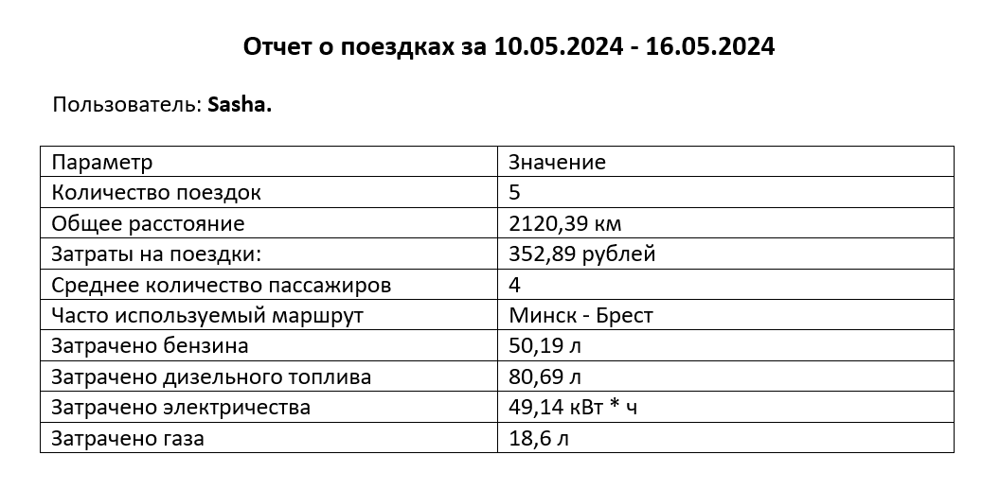 Отчет о поездках за 10.05.2024 - 16.05.2024
Пользователь: Sasha.
Параметр Значение
Количество поездок 5
Общее расстояние 2120,39 км
Затраты на поездки: 352,89 рублей
Среднее количество пассажиров 4
Часто используемый маршрут Минск - Брест
Затрачено бензина 50,19 л
Затрачено дизельного топлива 80,69 л
Затрачено электричества 49,14 кВт * ч
Затрачено газа 18,6 л